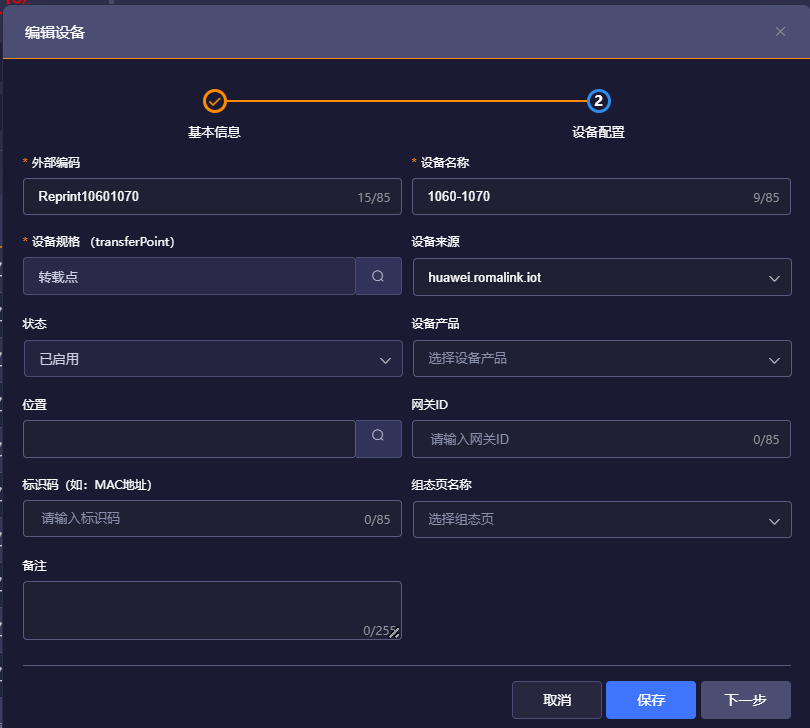 编辑设备
2
基本信息 设备配置
* 外部编码 * 设备名称
Reprint10601070 15/85 1060-1070 9/85
* 设备规格 （transferPoint） 设备来源
转载点 huawei.romalink.iot
状态 设备产品
已启用 选择设备产品
位置 网关ID
请输入网关ID 0/85
标识码（如：MAC地址） 组态页名称
请输入标识码 0/85 选择组态页
备注
0/255
取消 保存 下一步